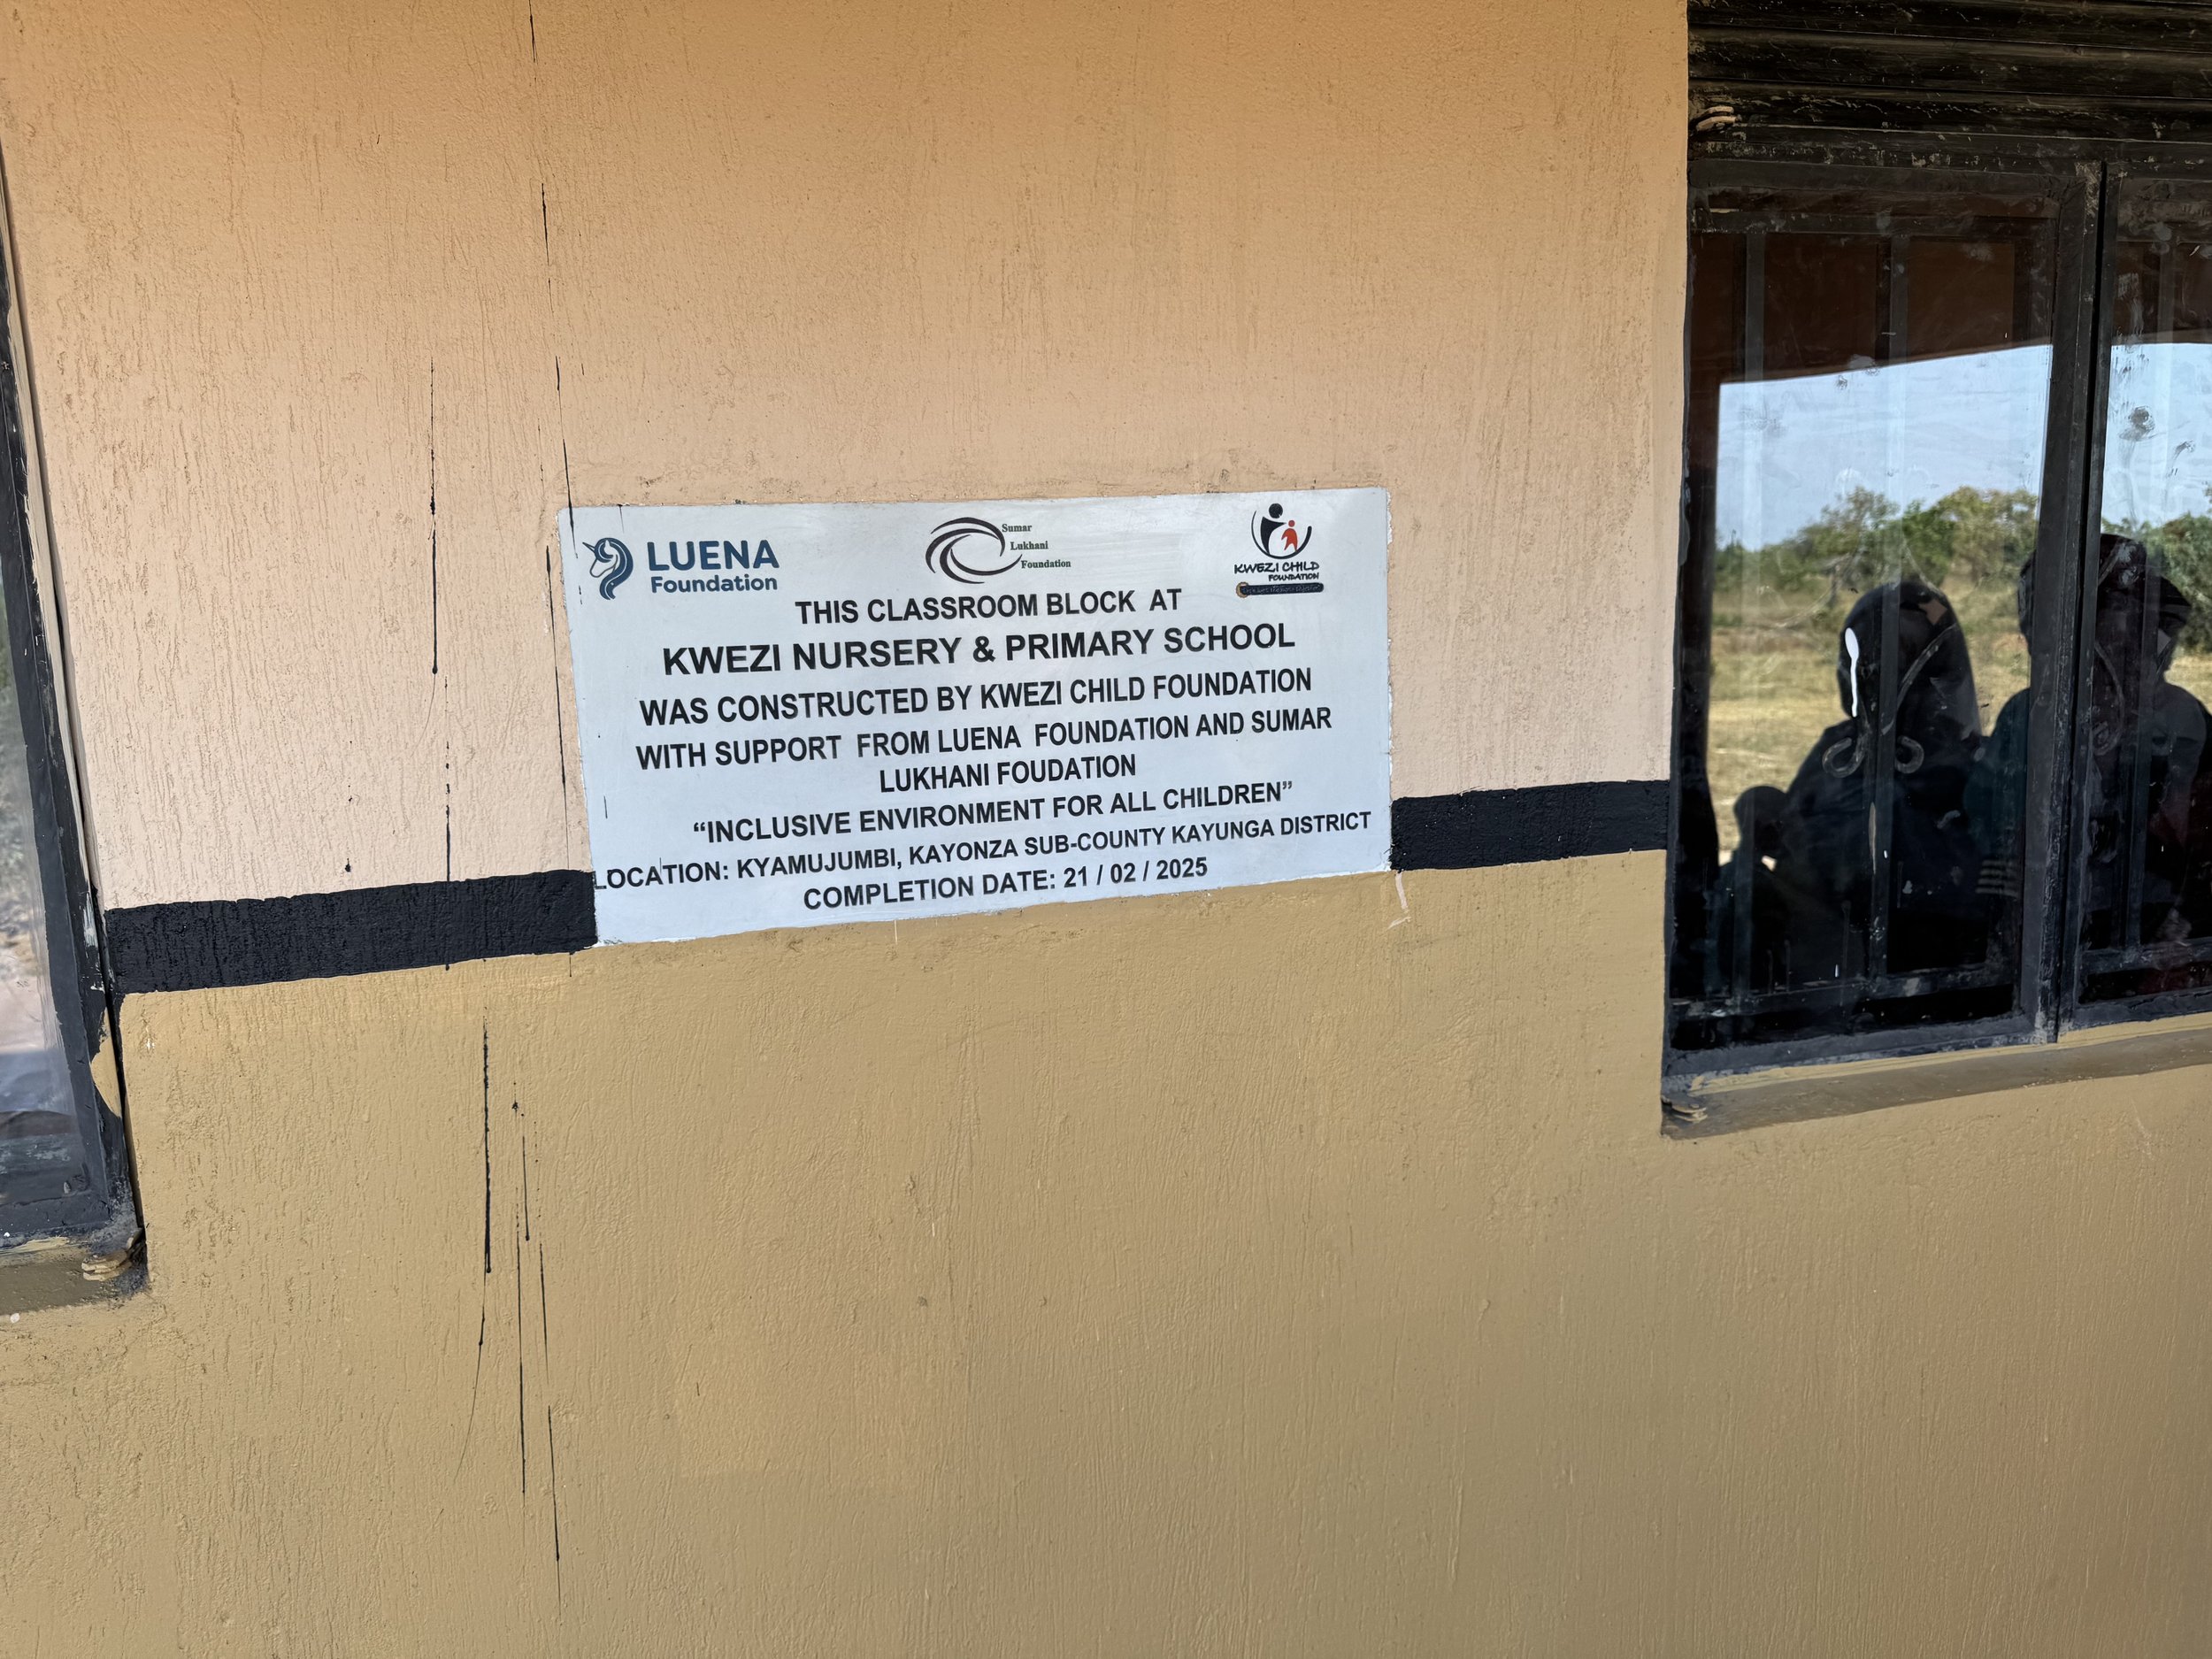 LUENA
Foundation
Sumar
Lukhani
Foundation
KWEZI CHILD
FOUNDATION
THIS CLASSROOM BLOCK AT
KWEZI NURSERY & PRIMARY SCHOOL
WAS CONSTRUCTED BY KWEZI CHILD FOUNDATION
WITH SUPPORT FROM LUENA FOUNDATION AND SUMAR
LUKHANI FOUDATION
“INCLUSIVE ENVIRONMENT FOR ALL CHILDREN”
LOCATION: KYAMUJUMBI, KAYONZA SUB-COUNTY KAYUNGA DISTRICT
COMPLETION DATE: 21 / 02 / 2025